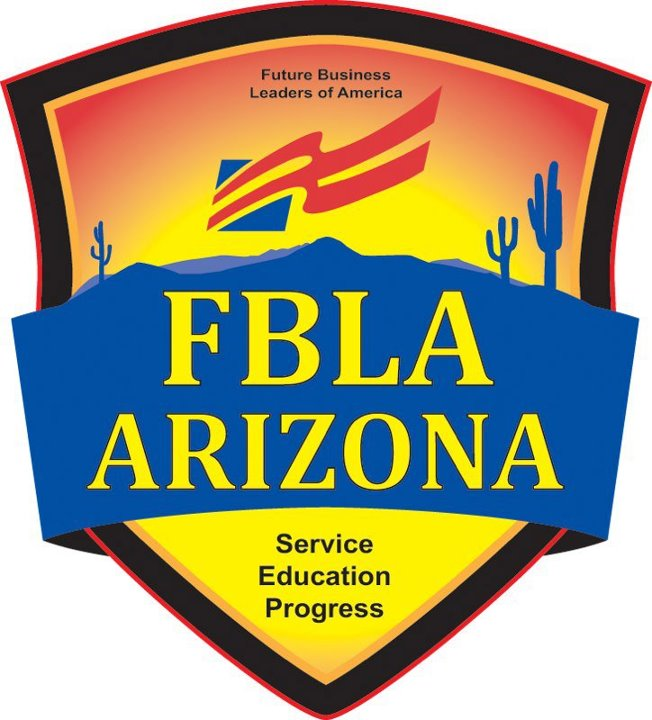 Future Business
Leaders of America
FBLA
ARIZONA
Service
Education
Progress